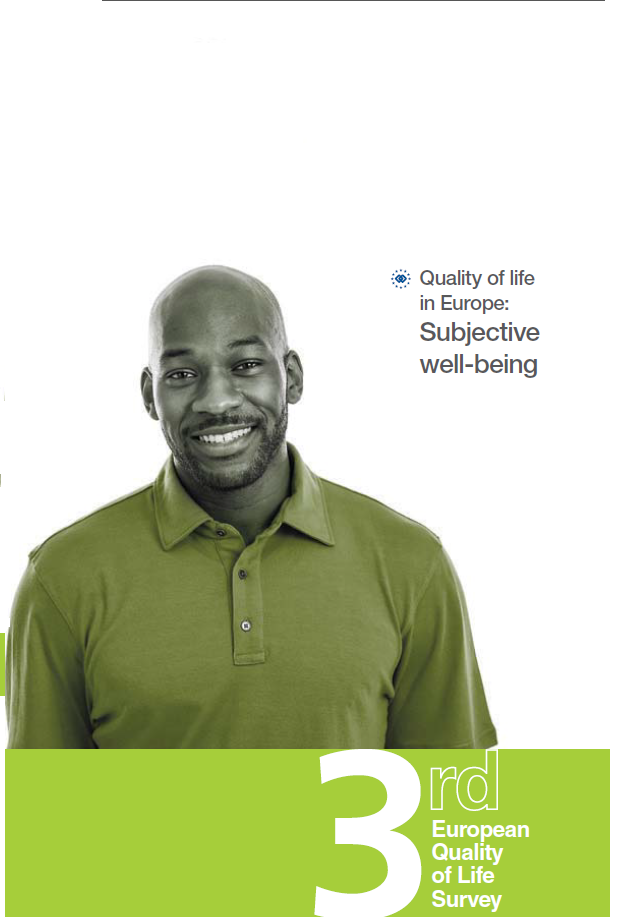 Quality of life
in Europe:
Subjective
well-being
3rd
European
Quality
of Life
Survey